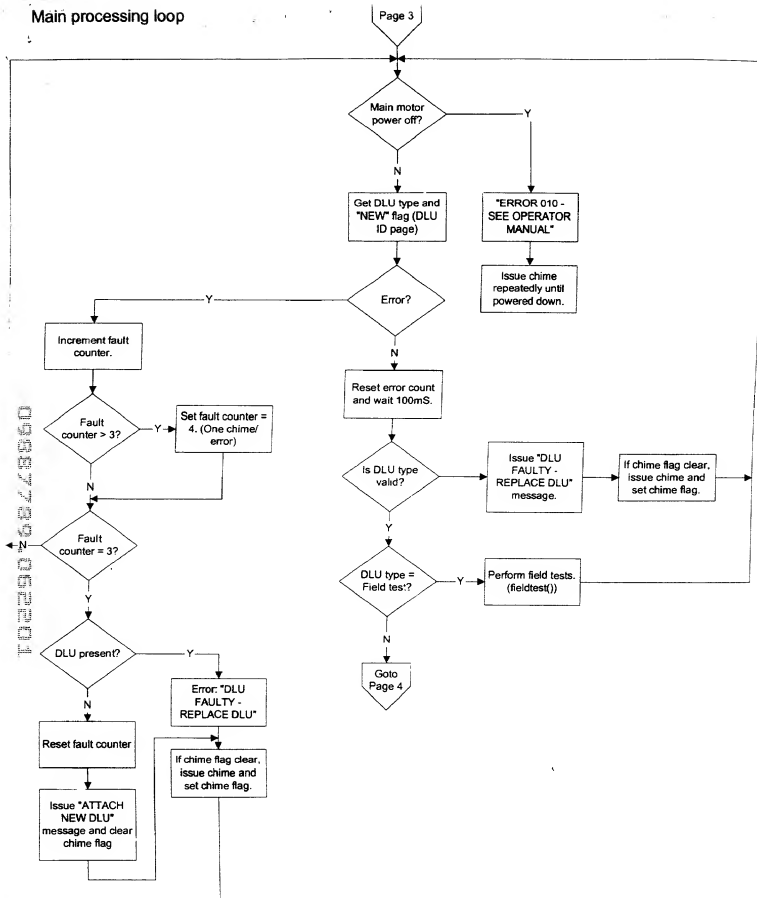 Main processing loop
Page 3
Main motor
power off?
Y
N
Get DLU type and
"NEW" flag (DLU
ID page)
"ERROR 010 -
SEE OPERATOR
MANUAL"
Issue chime
repeatedly until
powered down.
Y
Error?
N
Increment fault
counter.
Reset error count
and wait 100mS.
Fault
counter > 3?
Y
Set fault counter =
4. (One chime/
error)
N
Is DLU type
valid?
Issue "DLU
FAULTY -
REPLACE DLU"
message.
If chime flag clear,
issue chime and
set chime flag.
Y
N
Fault
counter = 3?
Y
DLU type =
Field test?
Y
Perform field tests.
(fieldtest())
N
Goto
Page 4
DLU present?
Y
N
Error: "DLU
FAULTY -
REPLACE DLU"
Reset fault counter
If chime flag clear,
issue chime and
set chime flag.
Issue "ATTACH
NEW DLU"
message and clear
chime flag